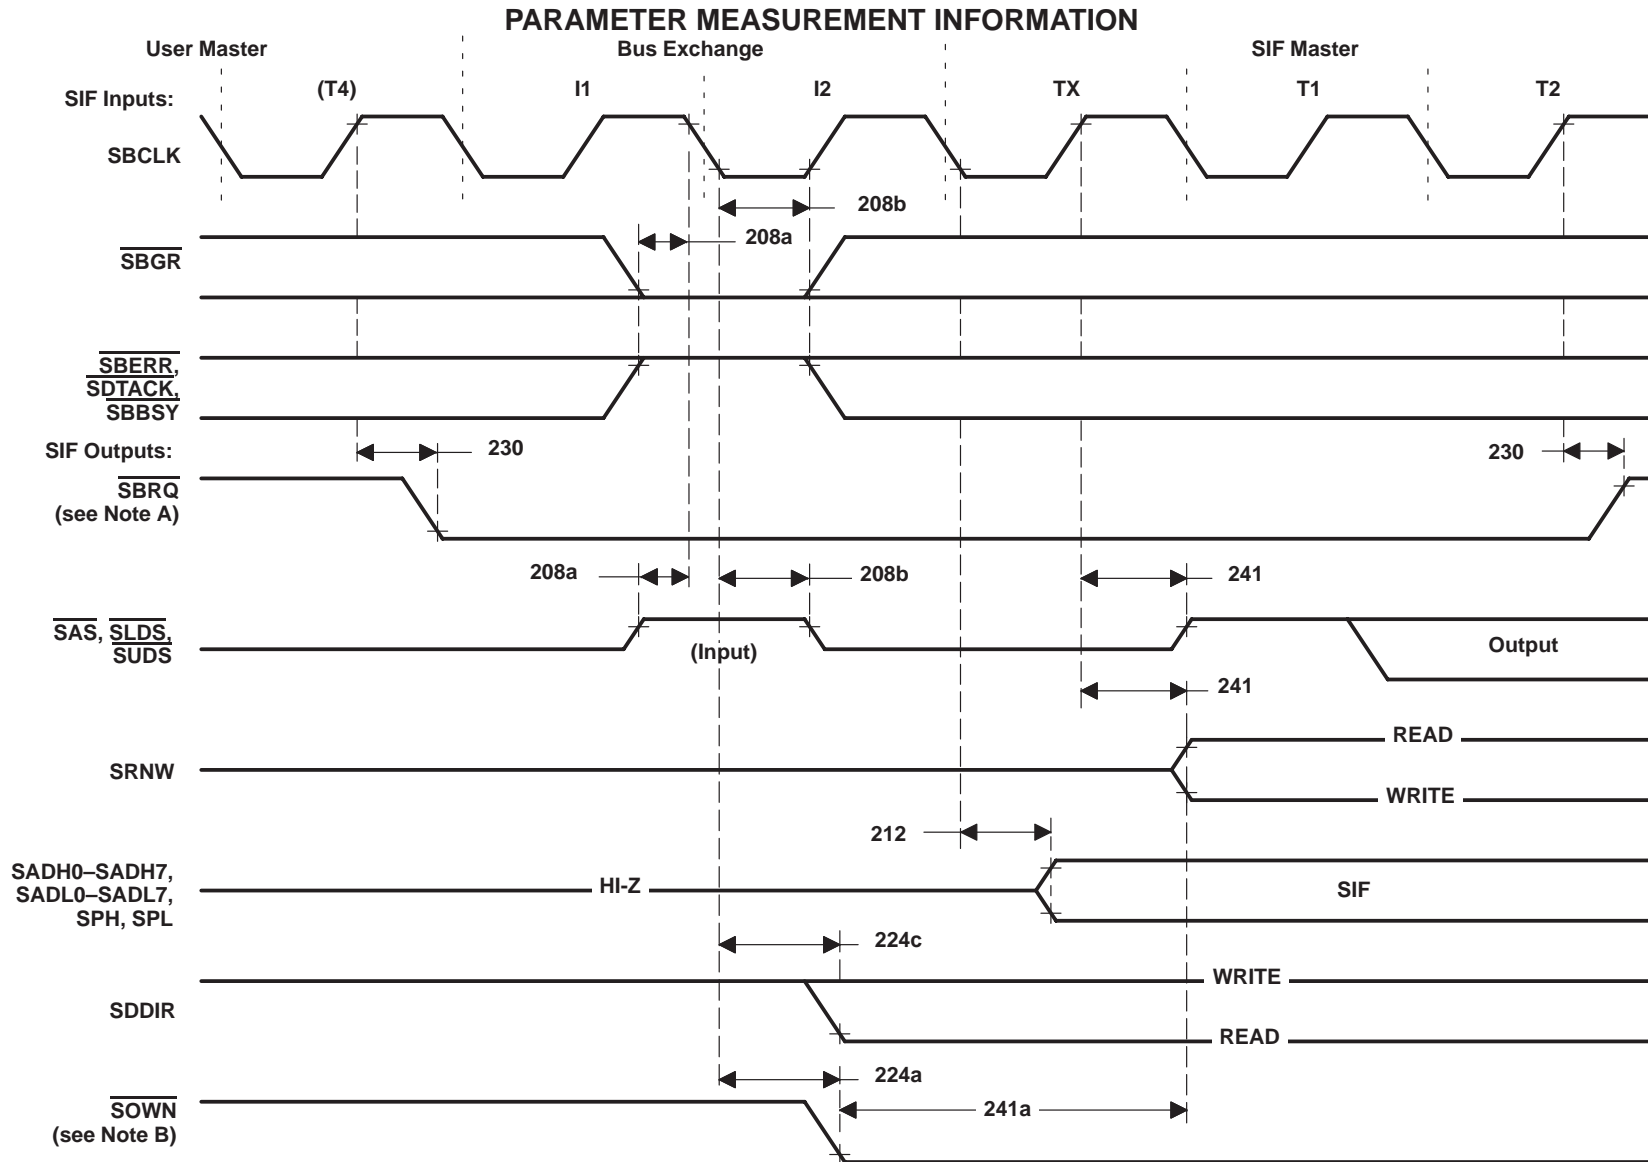 PARAMETER MEASUREMENT INFORMATION
User Master
Bus Exchange
SIF Master
SIF Inputs:
(T4)
I1
I2
TX
T1
T2
SBCLK
208b
208a
SBGR
SBERR,
SDTACK,
SBBSY
SIF Outputs:
230
230
SBRQ
(see Note A)
208a
208b
241
SAS, SLDS,
SUDS
(Input)
Output
241
READ
SRNW
WRITE
212
SADH0–SADH7,
SADL0–SADL7,
SPH, SPL
HI-Z
SIF
224c
WRITE
SDDIR
READ
224a
SOWN
(see Note B)
241a